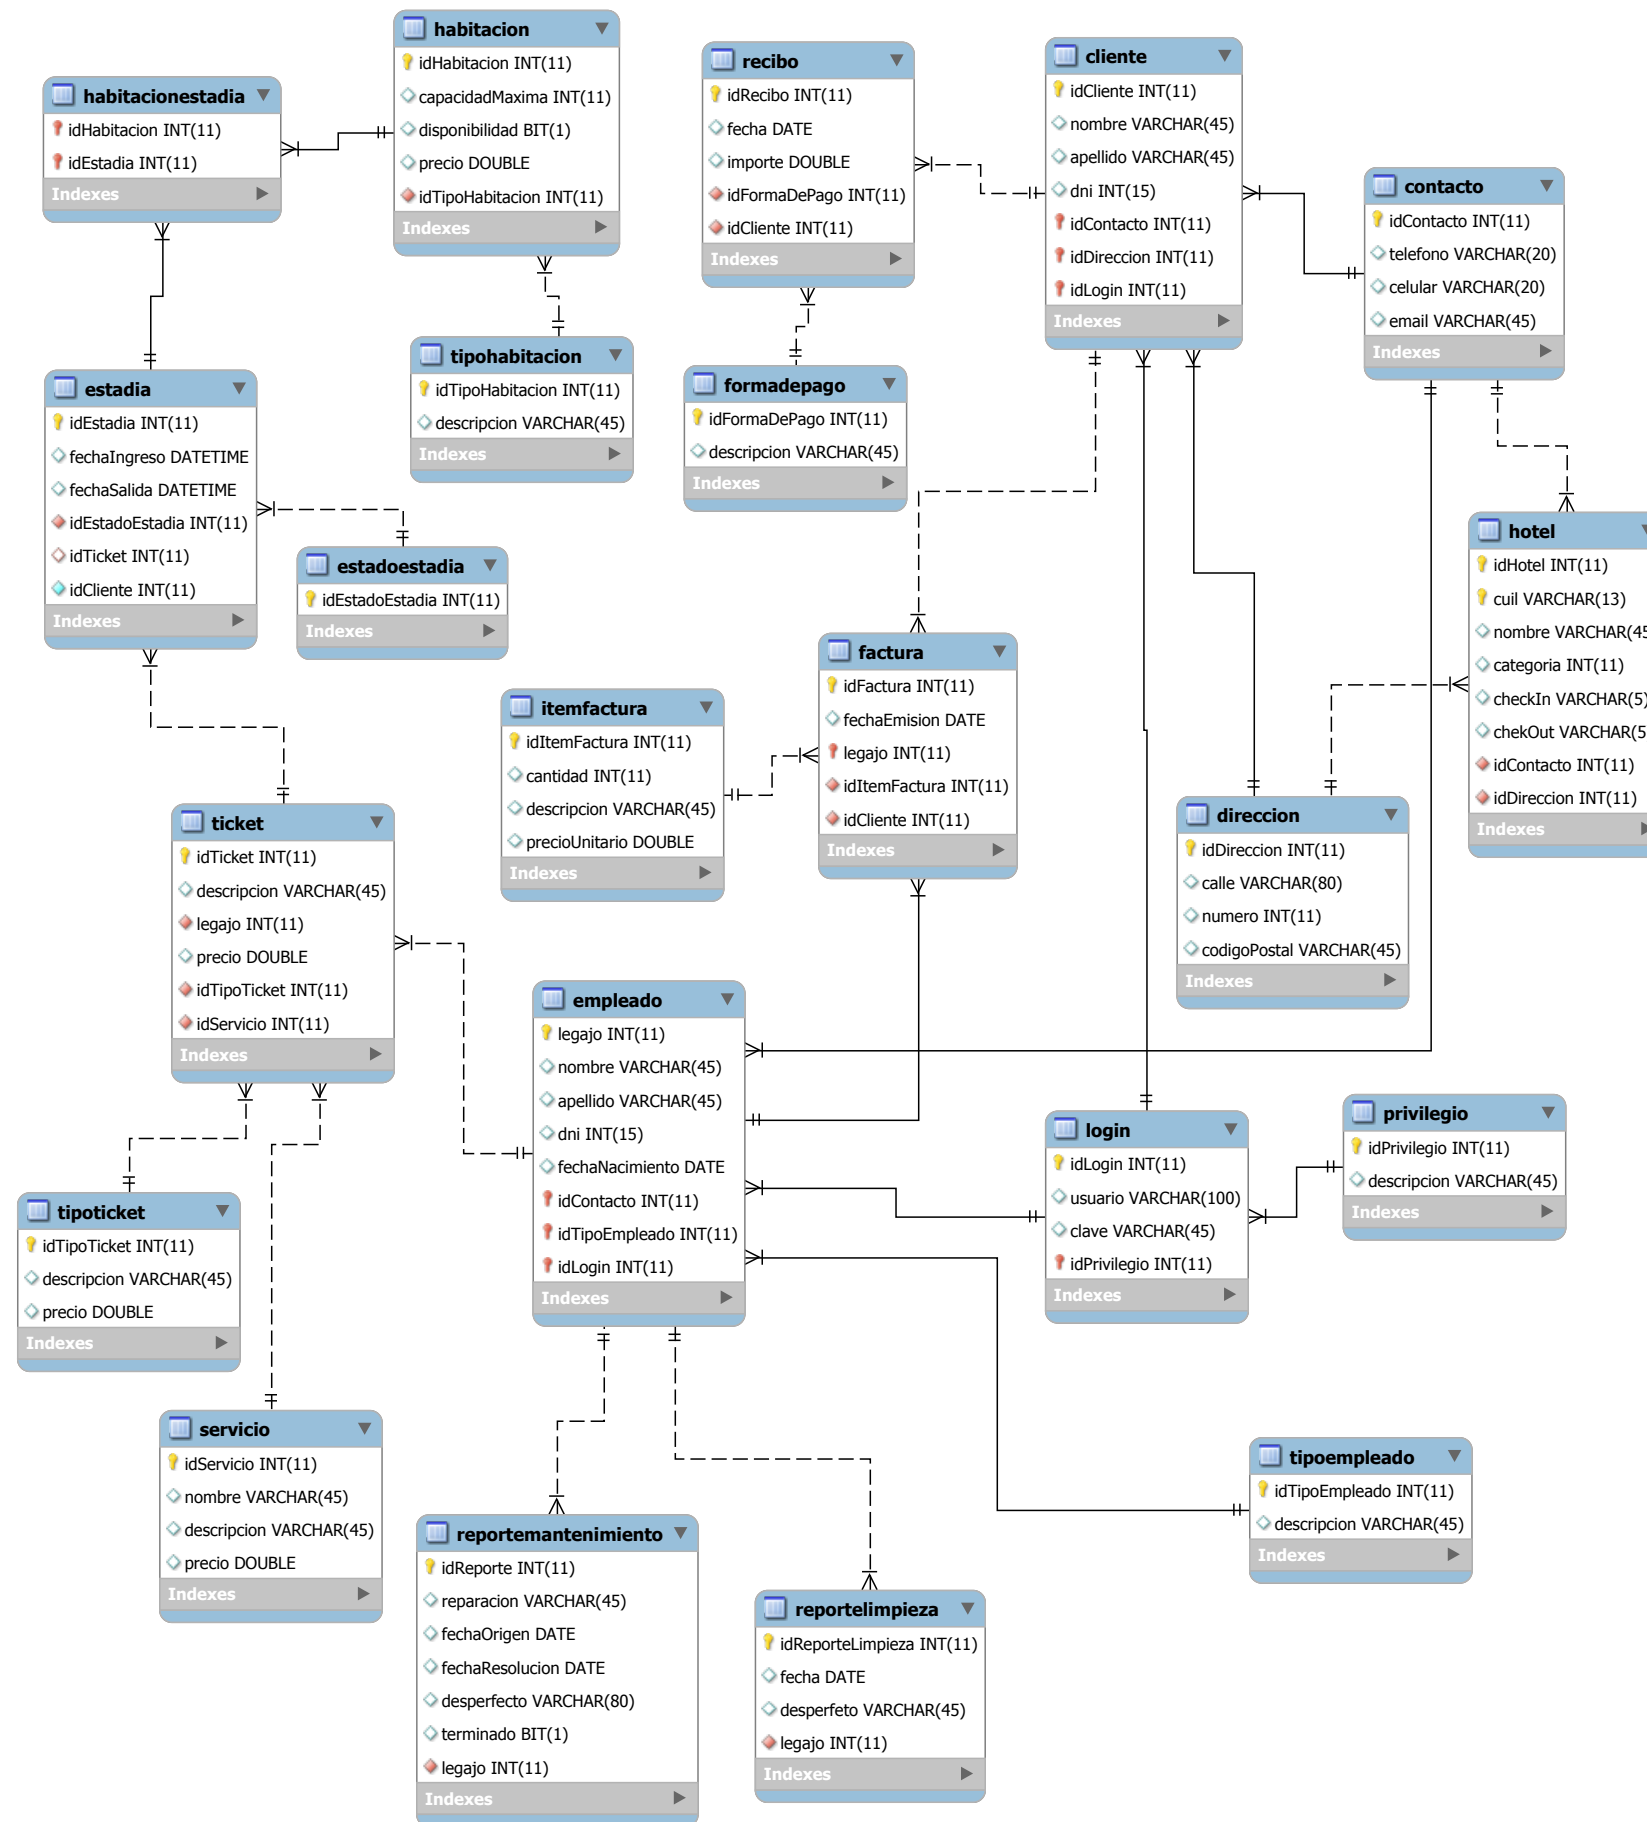 habitacion
idHabitacion INT(11)
capacidadMaxima INT(11)
disponibilidad BIT(1)
precio DOUBLE
idTipoHabitacion INT(11)
Indexes
habitacionestadia
idHabitacion INT(11)
idEstadia INT(11)
Indexes
recibo
idRecibo INT(11)
fecha DATE
importe DOUBLE
idFormaDePago INT(11)
idCliente INT(11)
Indexes
cliente
idCliente INT(11)
nombre VARCHAR(45)
apellido VARCHAR(45)
dni INT(15)
idContacto INT(11)
idDireccion INT(11)
idLogin INT(11)
Indexes
contacto
idContacto INT(11)
telefono VARCHAR(20)
celular VARCHAR(20)
email VARCHAR(45)
Indexes
tipohabitacion
idTipoHabitacion INT(11)
descripcion VARCHAR(45)
Indexes
formadepago
idFormaDePago INT(11)
descripcion VARCHAR(45)
Indexes
estadia
idEstadia INT(11)
fechaIngreso DATETIME
fechaSalida DATETIME
idEstadoEstadia INT(11)
idTicket INT(11)
idCliente INT(11)
Indexes
estadoestadia
idEstadoEstadia INT(11)
Indexes
hotel
idHotel INT(11)
cuil VARCHAR(13)
nombre VARCHAR(45
categoria INT(11)
checkIn VARCHAR(5)
chekOut VARCHAR(5
idContacto INT(11)
idDireccion INT(11)
Indexes
factura
idFactura INT(11)
fechaEmision DATE
legajo INT(11)
idItemFactura INT(11)
idCliente INT(11)
Indexes
itemfactura
idItemFactura INT(11)
cantidad INT(11)
descripcion VARCHAR(45)
precioUnitario DOUBLE
Indexes
direccion
idDireccion INT(11)
calle VARCHAR(80)
numero INT(11)
codigoPostal VARCHAR(45)
Indexes
ticket
idTicket INT(11)
descripcion VARCHAR(45)
legajo INT(11)
precio DOUBLE
idTipoTicket INT(11)
idServicio INT(11)
Indexes
empleado
legajo INT(11)
nombre VARCHAR(45)
apellido VARCHAR(45)
dni INT(15)
fechaNacimiento DATE
idContacto INT(11)
idTipoEmpleado INT(11)
idLogin INT(11)
Indexes
login
idLogin INT(11)
usuario VARCHAR(100)
clave VARCHAR(45)
idPrivilegio INT(11)
Indexes
privilegio
idPrivilegio INT(11)
descripcion VARCHAR(45)
Indexes
tipoticket
idTipoTicket INT(11)
descripcion VARCHAR(45)
precio DOUBLE
Indexes
servicio
idServicio INT(11)
nombre VARCHAR(45)
descripcion VARCHAR(45)
precio DOUBLE
Indexes
tipoempleado
idTipoEmpleado INT(11)
descripcion VARCHAR(45)
Indexes
reportemantenimiento
idReporte INT(11)
reparacion VARCHAR(45)
fechaOrigen DATE
fechaResolucion DATE
desperfecto VARCHAR(80)
terminado BIT(1)
legajo INT(11)
Indexes
reportelimpieza
idReporteLimpieza INT(11)
fecha DATE
desperfeto VARCHAR(45)
legajo INT(11)
Indexes